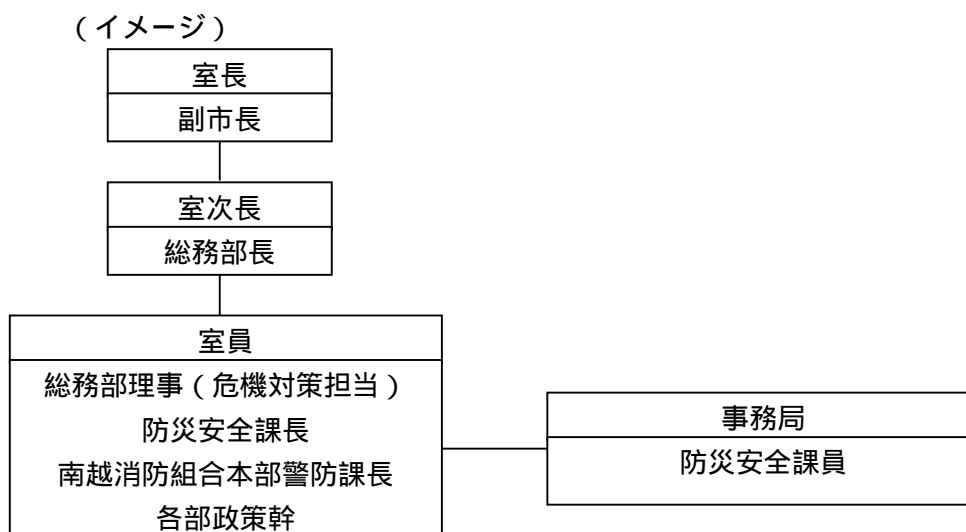 （イメージ）
室長
副市長
室次長
総務部長
室員
総務部理事（危機対策担当）
防災安全課長
南越消防組合本部警防課長
各部政策幹
事務局
防災安全課員